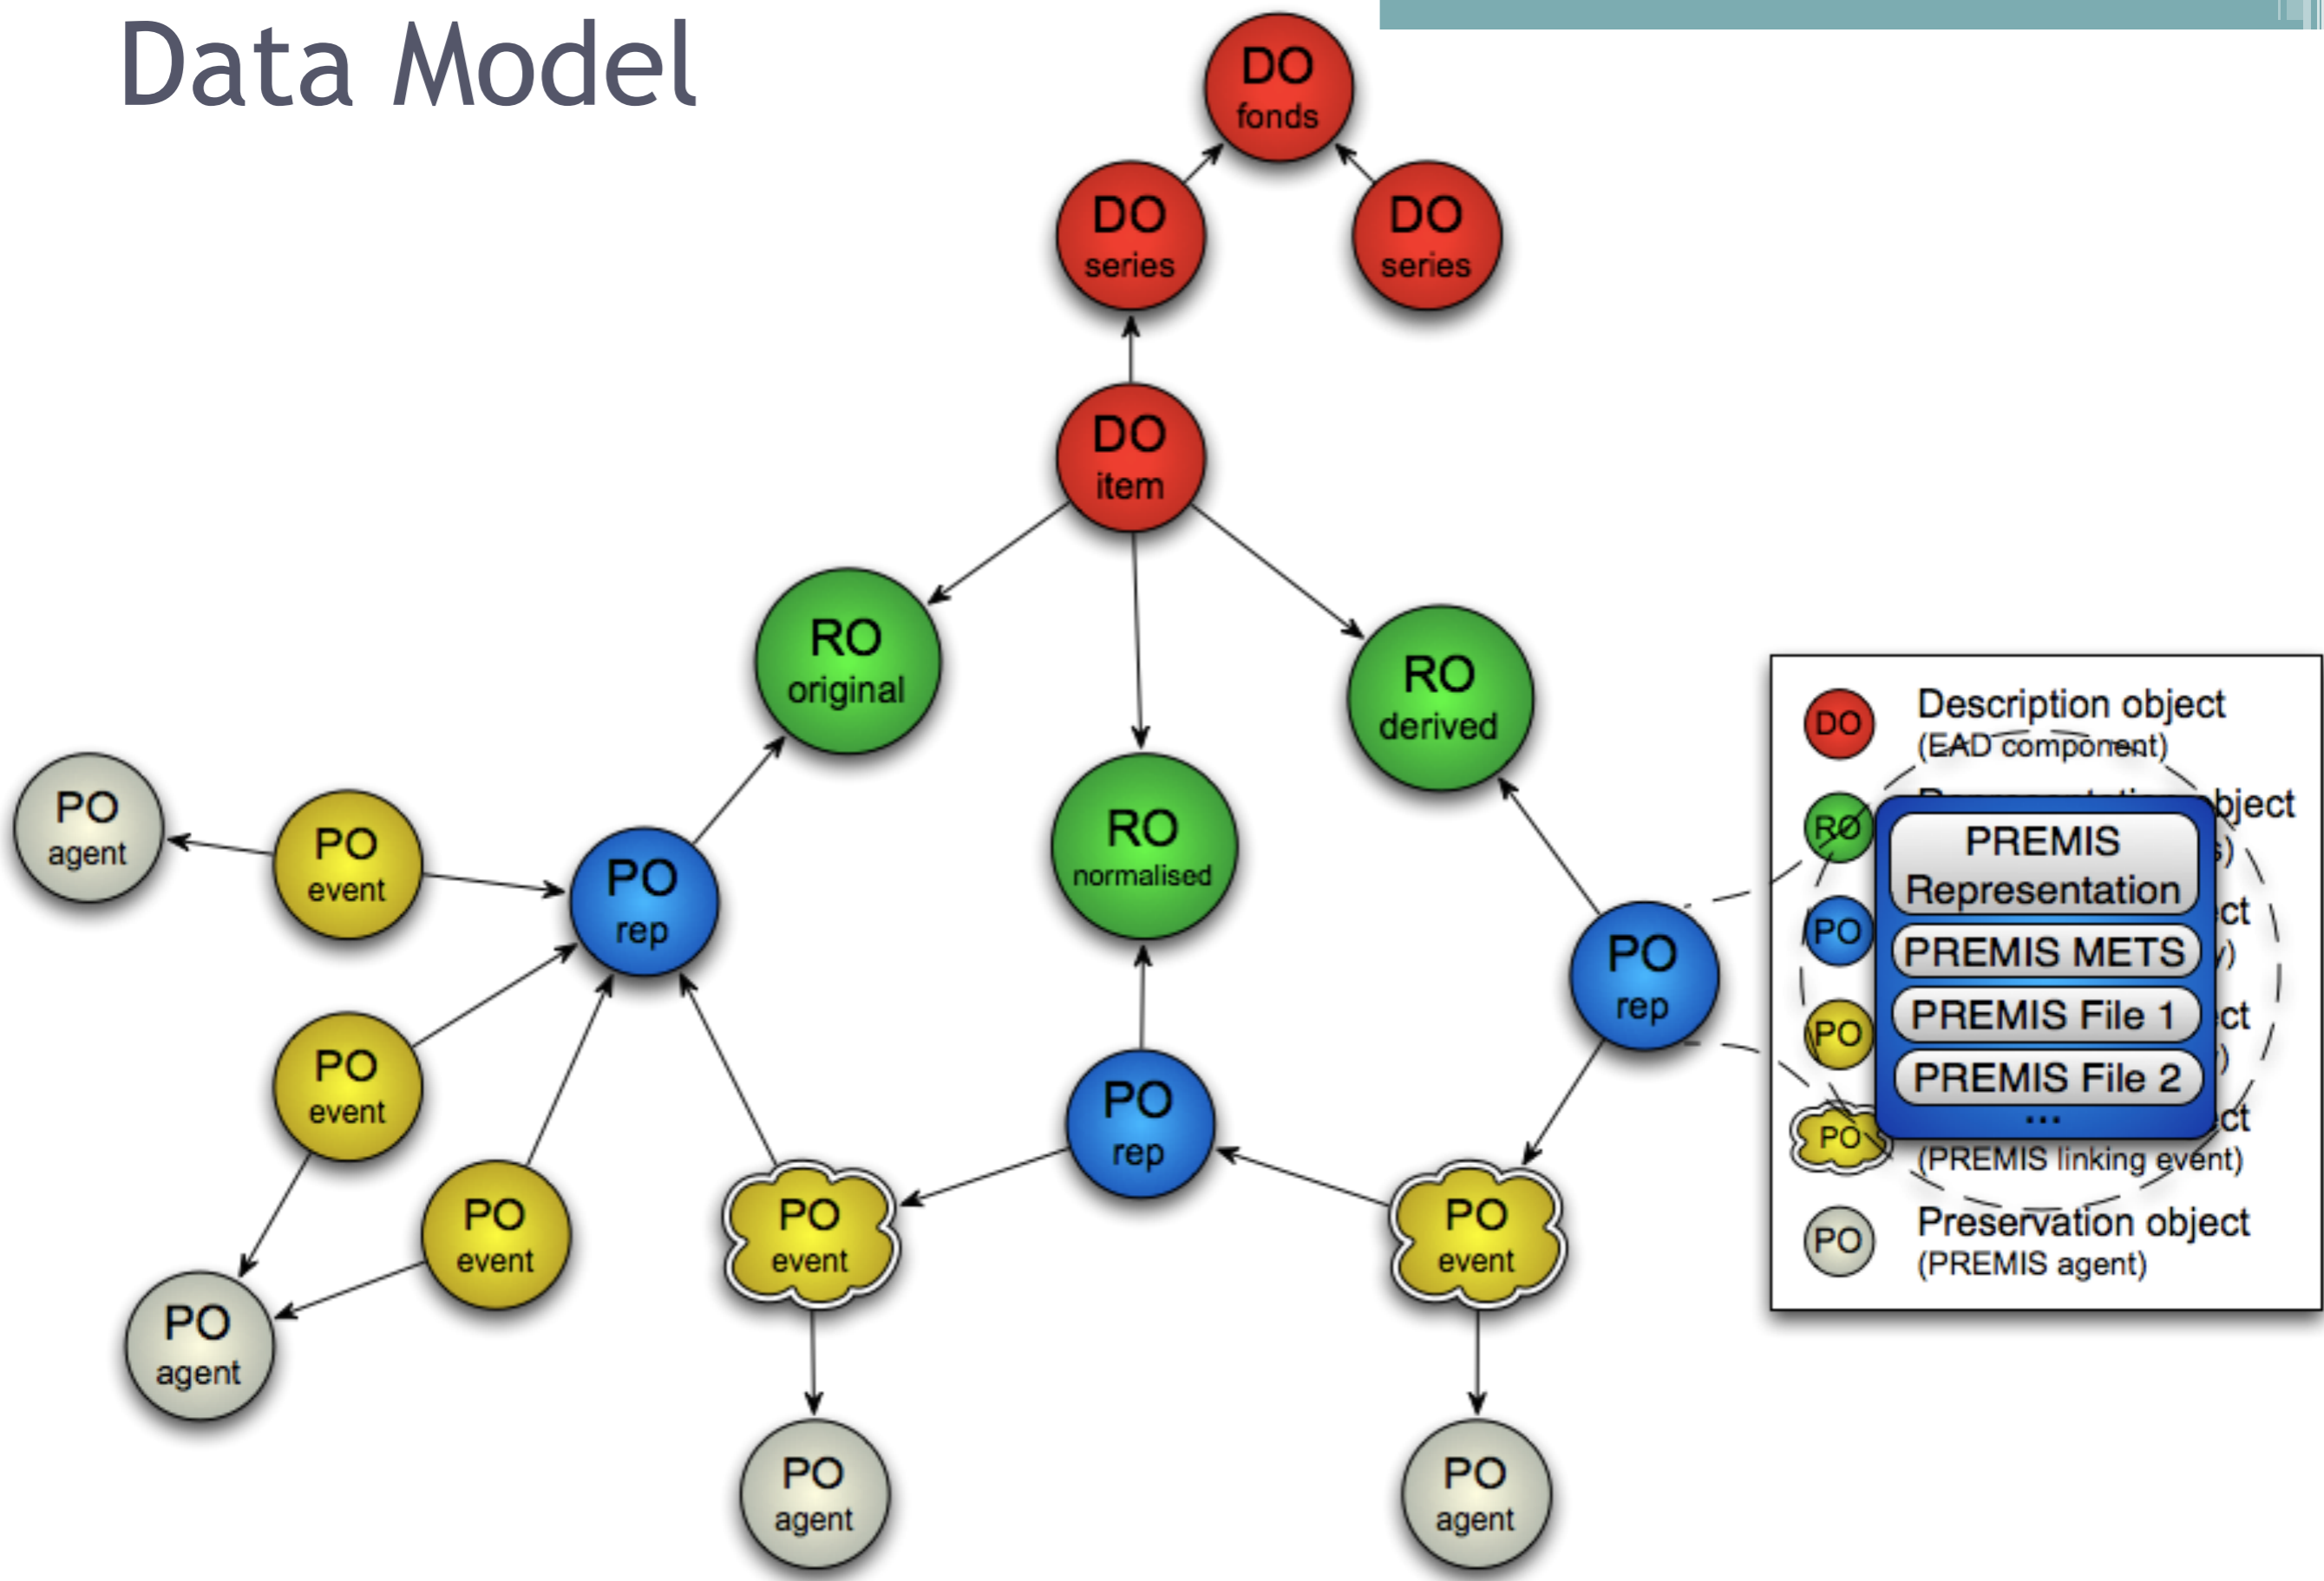 Data Model
DO
fonds
DO
series
DO
series
DO
item
RO
original
RO
derived
RO
normalised
PO
agent
PO
event
PO
rep
PO
rep
PO
event
PO
rep
PO
event
PO
event
PO
event
PO
agent
PO
agent
PO
agent
DO
Description object
(EAD component)
RO
PO
PO
PO
(PREMIS linking event)
PO
Preservation object
(PREMIS agent)
PREMIS
Representation
PREMIS METS
PREMIS File 1
PREMIS File 2
...